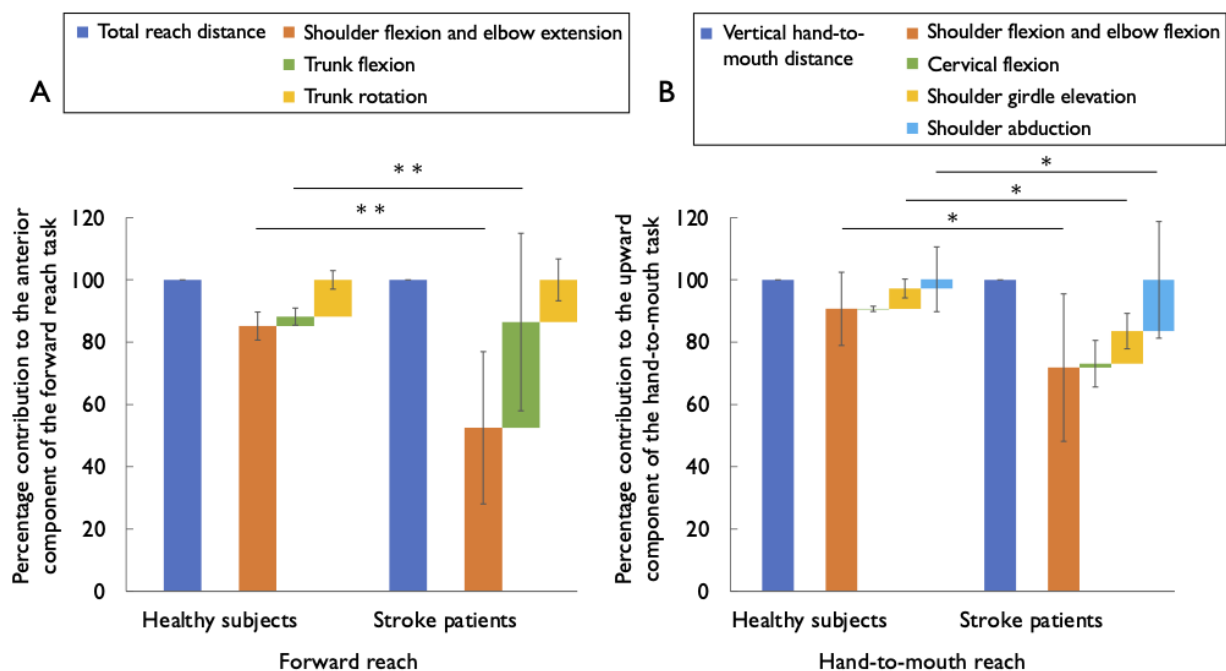 A
Total reach distance
Shoulder flexion and elbow extension
Trunk flexion
Trunk rotation
Percentage contribution to the anterior
component of the forward reach task
120
100
80
60
40
20
0
* *
* *
Healthy subjects
Stroke patients
Forward reach
B
Vertical hand-to-
mouth distance
Shoulder flexion and elbow flexion
Cervical flexion
Shoulder girdle elevation
Shoulder abduction
Percentage contribution to the upward
component of the hand-to-mouth task
120
100
80
60
40
20
0
*
*
*
Healthy subjects
Stroke patients
Hand-to-mouth reach